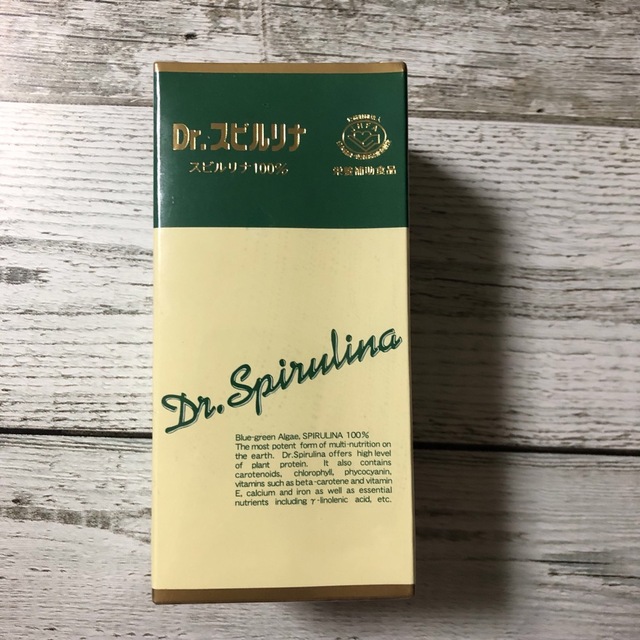 Dr.スピルリナ
スピルリナ100%
栄養補助食品
Dr.Spirulina
Blue-green Algae, SPIRULINA 100%
The most potent form of multi-nutrition on
the earth. Dr.Spirulina offers high level
of plant protein. It also contains
carotenoids, chlorophyll, phycocyanin,
vitamins such as beta-carotene and vitamin
E, calcium and iron as well as essential
nutrients including γ-linolenic acid, etc.